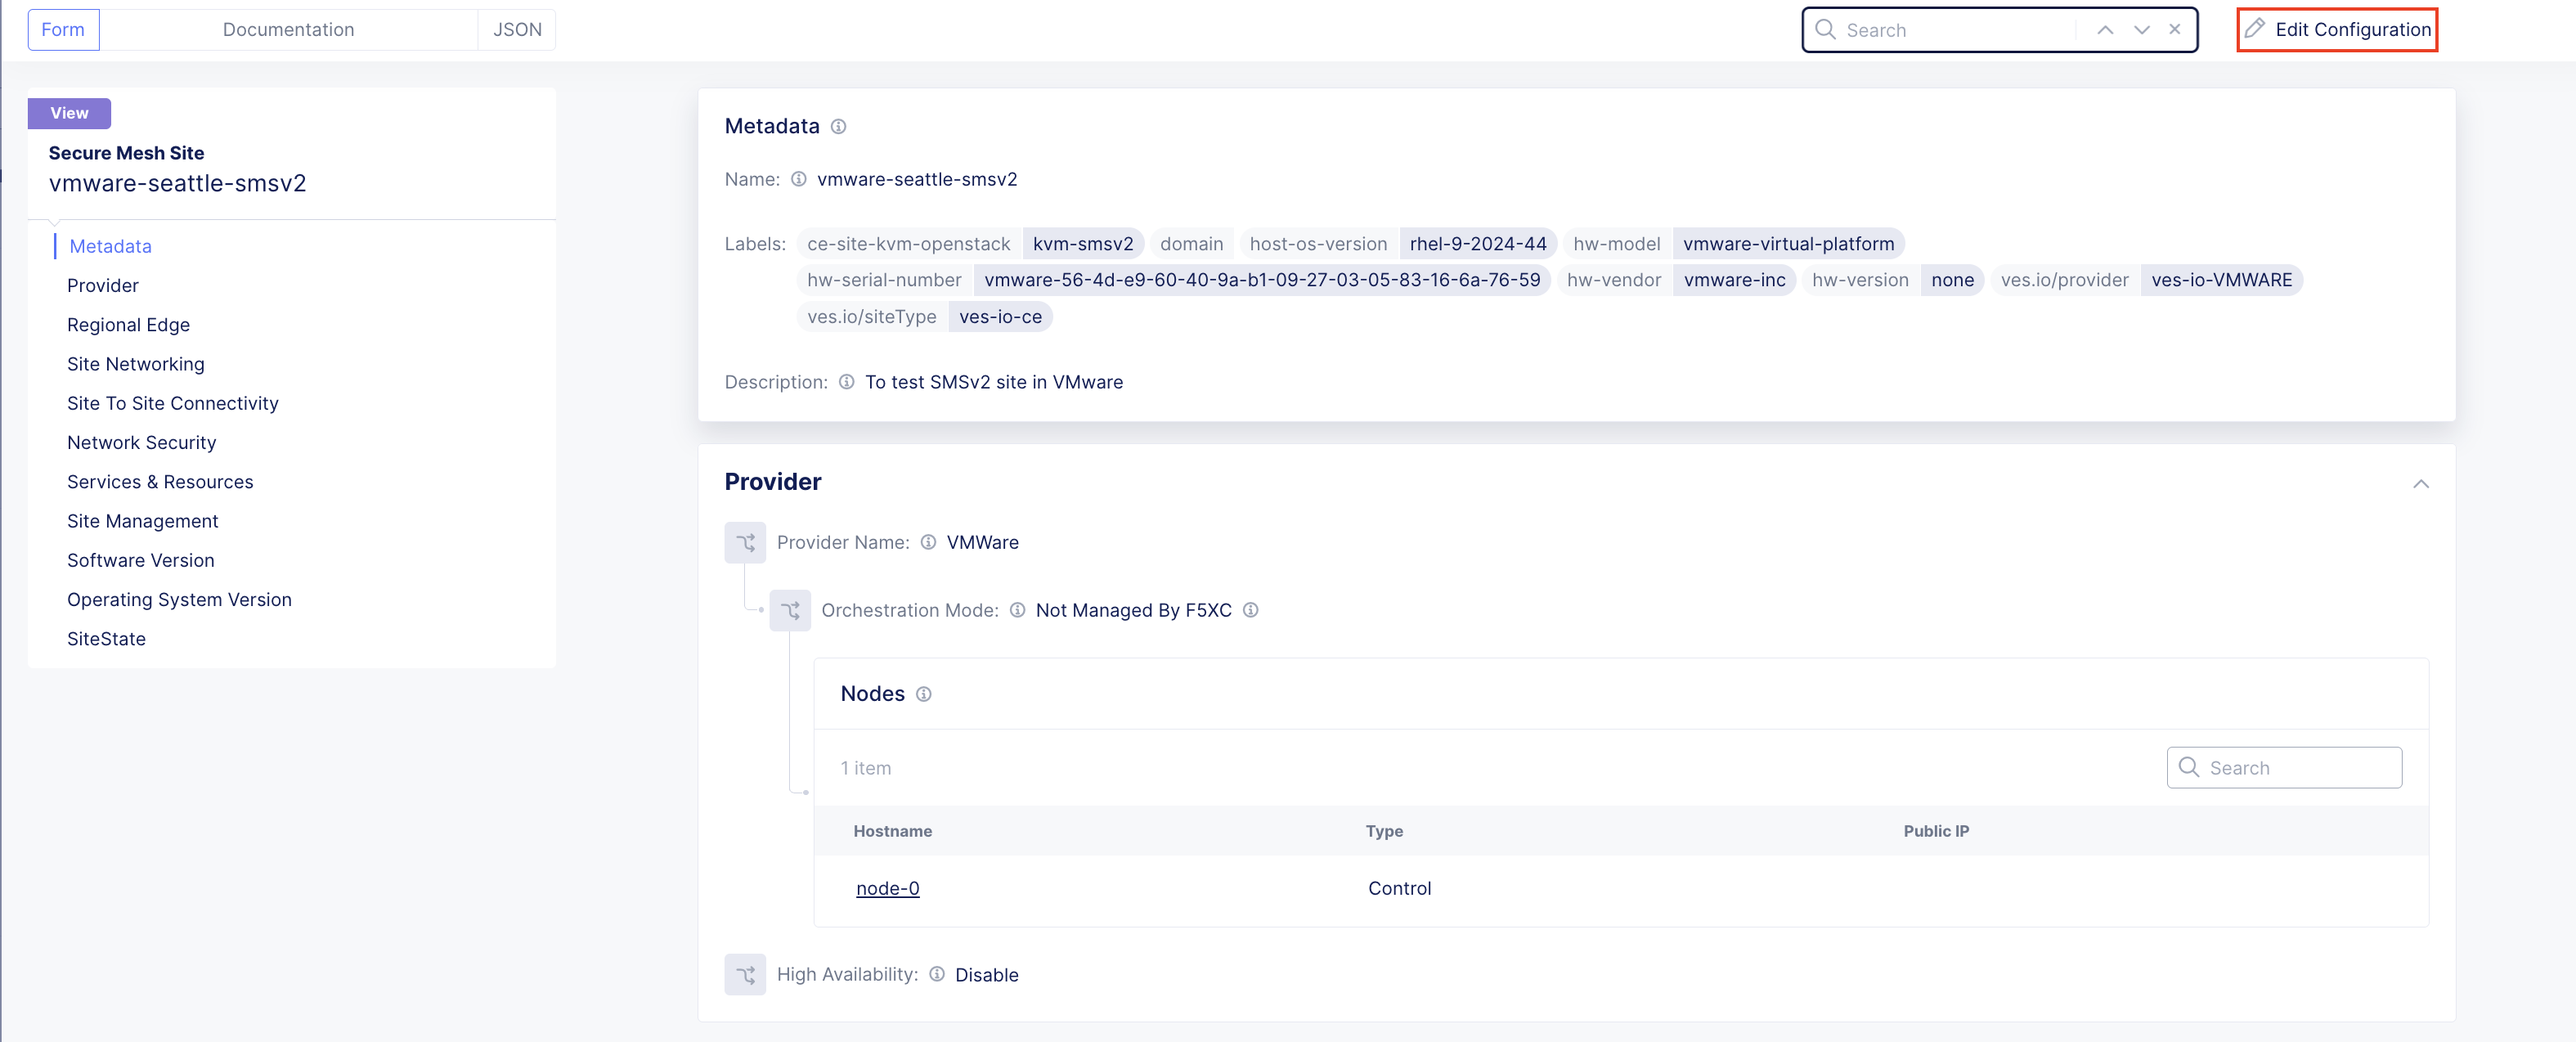 Form Documentation JSON Search Edit Configuration
View
Secure Mesh Site
vmware-seattle-smsv2
Metadata
Provider
Regional Edge
Site Networking
Site To Site Connectivity
Network Security
Services & Resources
Site Management
Software Version
Operating System Version
SiteState
Metadata
Name: vmware-seattle-smsv2
Labels: ce-site-kvm-openstack kvm-smsv2 domain host-os-version rhel-9-2024-44 hw-model vmware-virtual-platform
hw-serial-number vmware-56-4d-e9-60-40-9a-b1-09-27-03-05-83-16-6a-76-59 hw-vendor vmware-inc hw-version none ves.io/provider ves-io-VMWARE
ves.io/siteType ves-io-ce
Description: To test SMSv2 site in VMware
Provider
Provider Name: VMWare
Orchestration Mode: Not Managed By F5XC
Nodes
1 item Search
Hostname Type Public IP
node-0 Control
High Availability: Disable